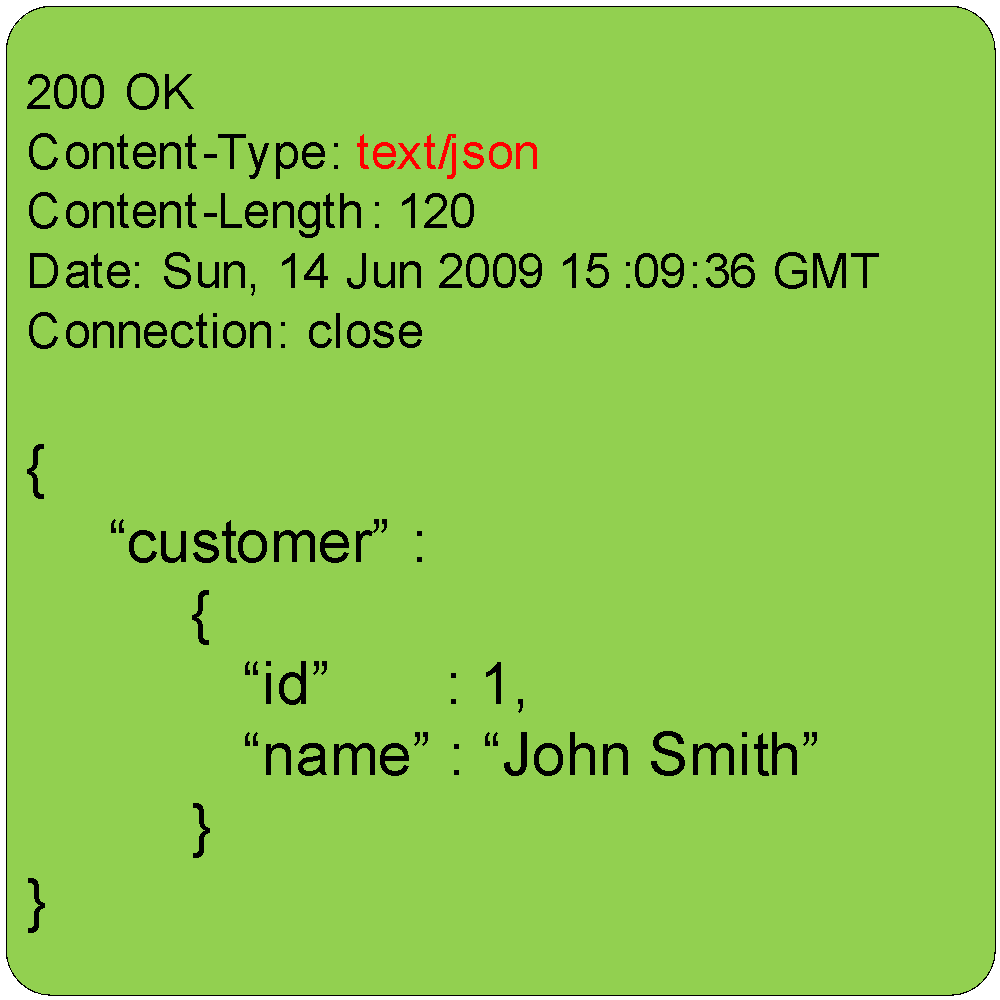 200 OK
Content-Type: text/json
Content-Length: 120
Date: Sun, 14 Jun 2009 15:09:36 GMT
Connection: close
{
“customer” :
{
“id” : 1,
“name” : “John Smith”
}
}